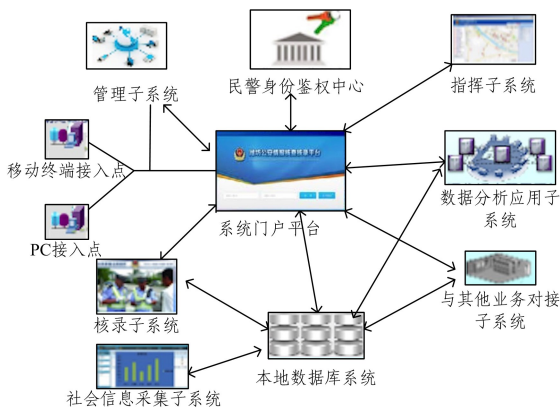 管理子系统
民警身份鉴权中心
指挥子系统
移动终端接入点
数据分析应用子
系统
系统门户平台
PC接入点
核录子系统
与其他业务对接
子系统
本地数据库系统
社会信息采集子系统